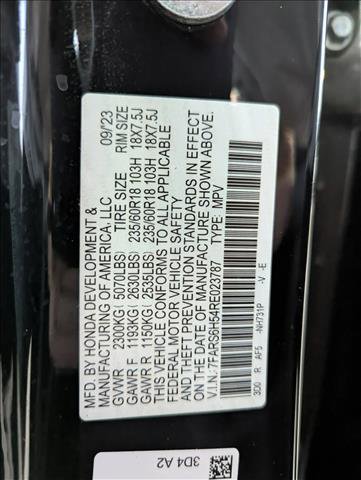 MFD. BY HONDA DEVELOPMENT &
MANUFACTURING OF AMERICA, LLC 09/23
GVWR 2300KG ( 5070LBS) TIRE SIZE RIM SIZE
GAWR F 1193KG ( 2630LBS) 235/60R18 103H 18X7.5J
GAWR R 1150KG ( 2535LBS) 235/60R18 103H 18X7.5J
THIS VEHICLE CONFORMS TO ALL APPLICABLE
FEDERAL MOTOR VEHICLE SAFETY
AND THEFT PREVENTION STANDARDS IN EFFECT
ON THE DATE OF MANUFACTURE SHOWN ABOVE.
V.I.N.: 7FARS6H54RE023787 TYPE: MPV
3D0 R AF5 -NH731P -V -E
3D4 A2